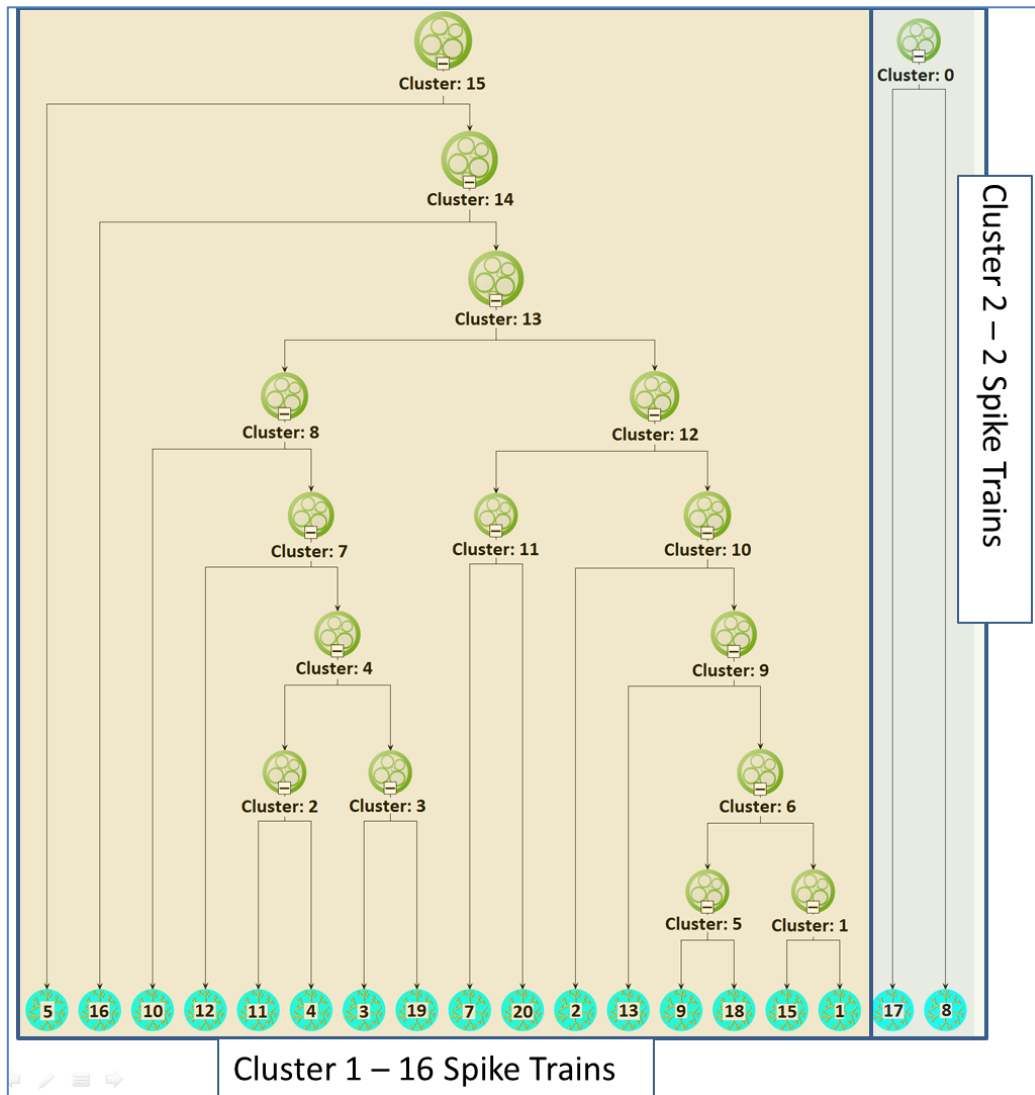 Cluster: 15
Cluster: 0
Cluster: 14
Cluster: 13
Cluster: 8
Cluster: 12
Cluster: 7
Cluster: 11
Cluster: 10
Cluster: 4
Cluster: 9
Cluster: 2
Cluster: 3
Cluster: 6
Cluster: 5
Cluster: 1
5 16 10 12 11 4 3 19 7 20 2 13 9 18 15 1 17 8
Cluster 1 – 16 Spike Trains
Cluster 2 – 2 Spike Trains